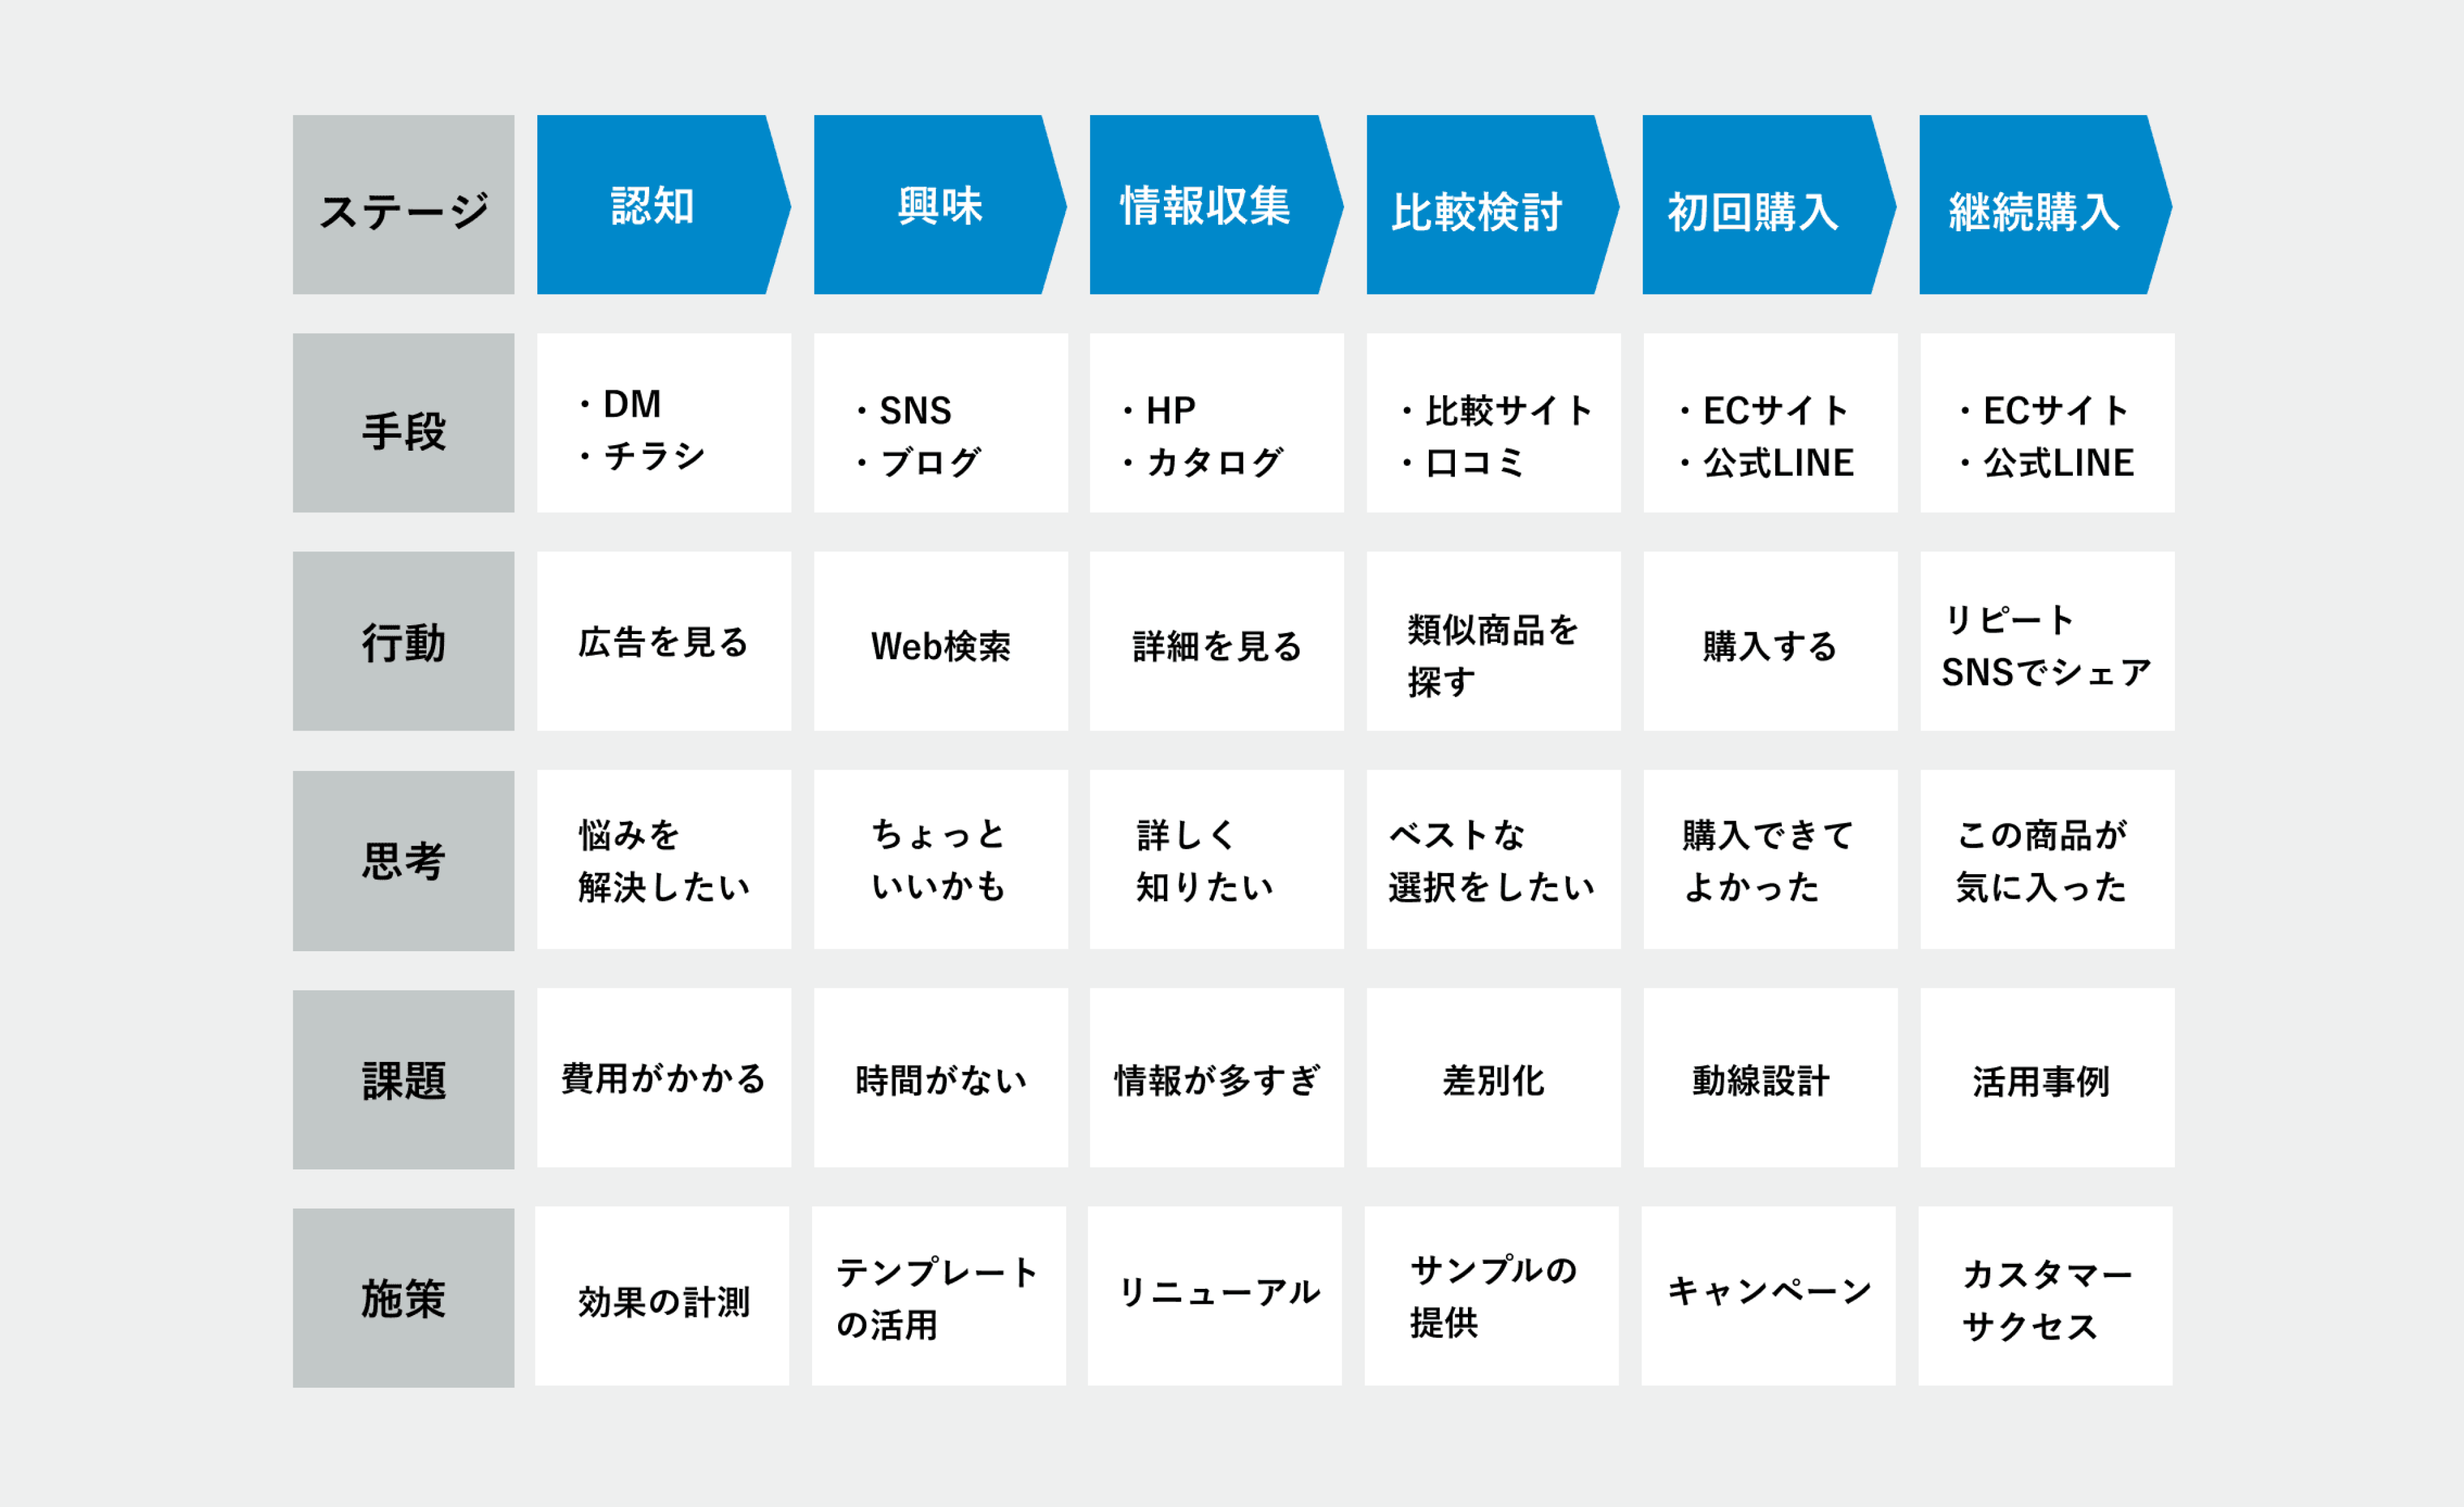 ステージ
認知
興味
情報収集
比較検討
初回購入
継続購入
手段
・DM
・チラシ
・SNS
・ブログ
・HP
・カタログ
・比較サイト
・口コミ
・ECサイト
・公式LINE
・ECサイト
・公式LINE
行動
広告を見る
Web検索
詳細を見る
類似商品を
探す
購入する
リピート
SNSでシェア
思考
悩みを
解決したい
ちょっと
いいかも
詳しく
知りたい
ベストな
選択をしたい
購入できて
よかった
この商品が
気に入った
課題
費用がかかる
時間がない
情報が多すぎ
差別化
動線設計
活用事例
施策
効果の計測
テンプレート
の活用
リニューアル
サンプルの
提供
キャンペーン
カスタマー
サクセス